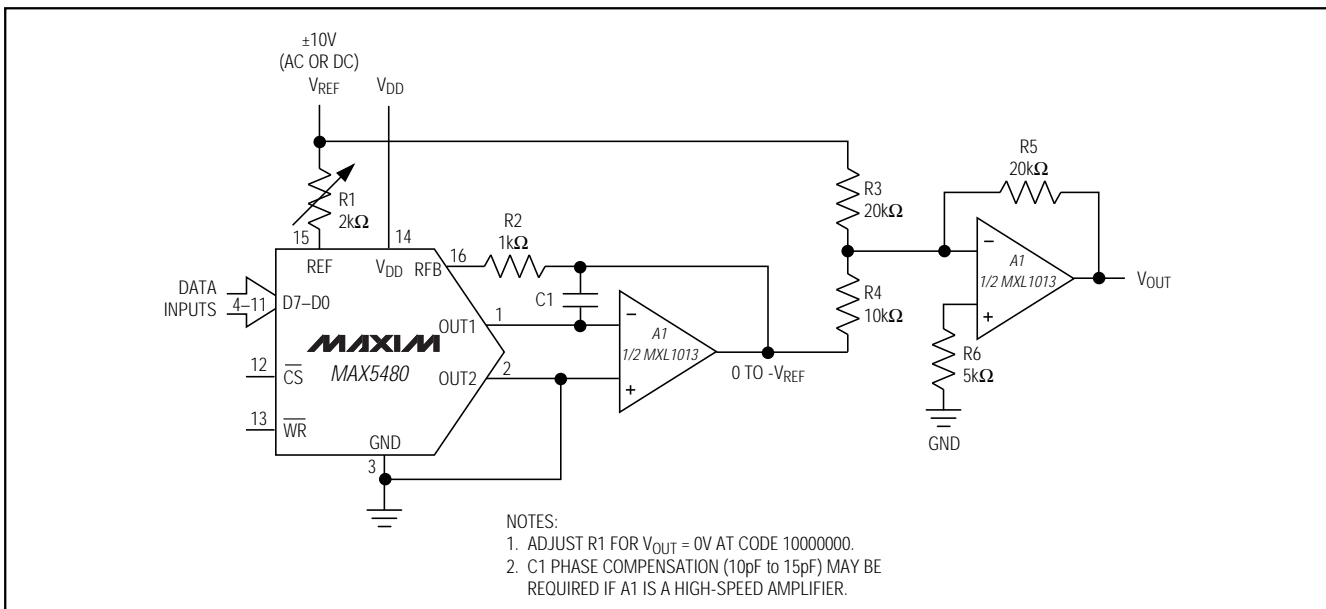 ±10V
(AC OR DC)
VREF
VDD
R1
2kΩ
15
14
REF
VDD
RFB
16
R2
1kΩ
C1
DATA
INPUTS
4–11
D7–D0
OUT1
1
MAXIM
MAX5480
OUT2
2
12
CS
13
WR
GND
3
A1
1/2 MXL1013
0 TO -VREF
R3
20kΩ
R4
10kΩ
R5
20kΩ
A1
1/2 MXL1013
VOUT
R6
5kΩ
GND
NOTES:
1. ADJUST R1 FOR VOUT = 0V AT CODE 10000000.
2. C1 PHASE COMPENSATION (10pF to 15pF) MAY BE
REQUIRED IF A1 IS A HIGH-SPEED AMPLIFIER.